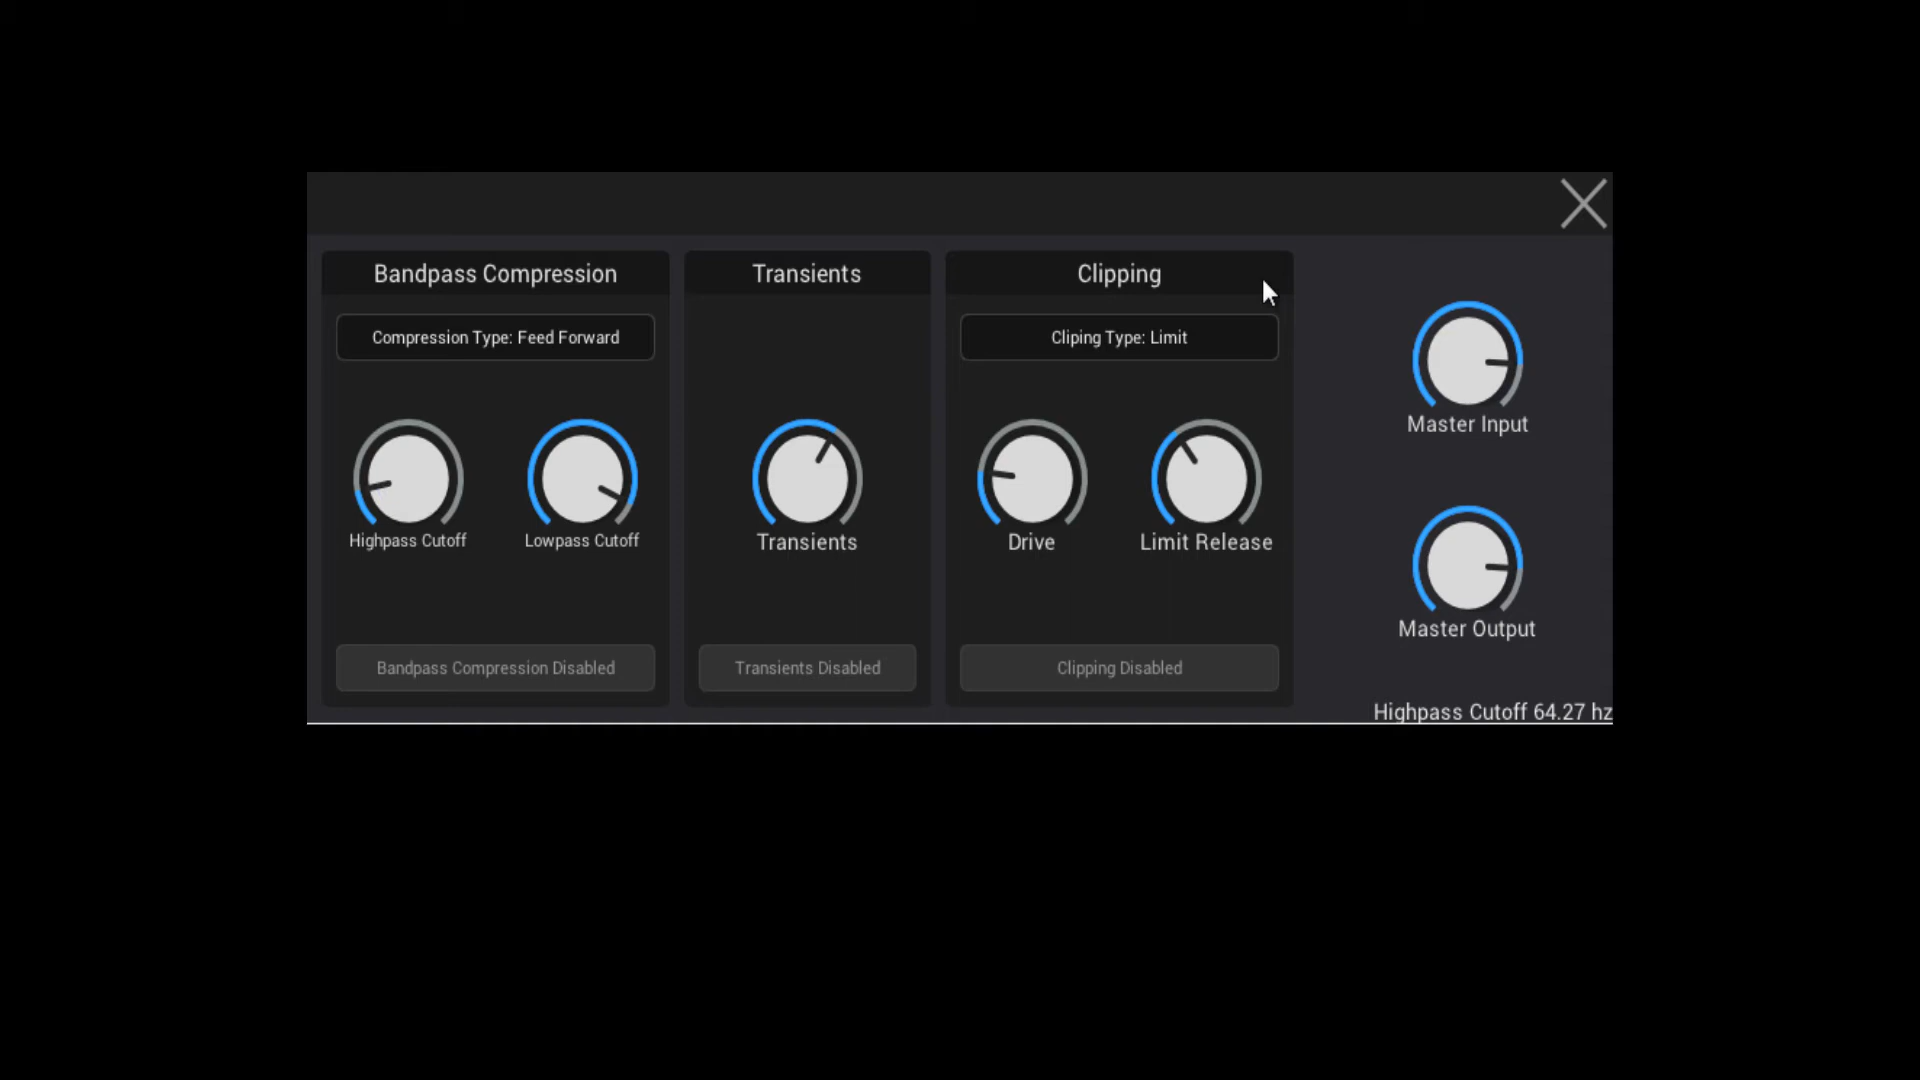 Bandpass Compression
Transients
Clipping
Compression Type: Feed Forward
Cliping Type: Limit
Master Input
Highpass Cutoff
Lowpass Cutoff
Transients
Drive
Limit Release
Master Output
Bandpass Compression Disabled
Transients Disabled
Clipping Disabled
Highpass Cutoff 64.27 hz